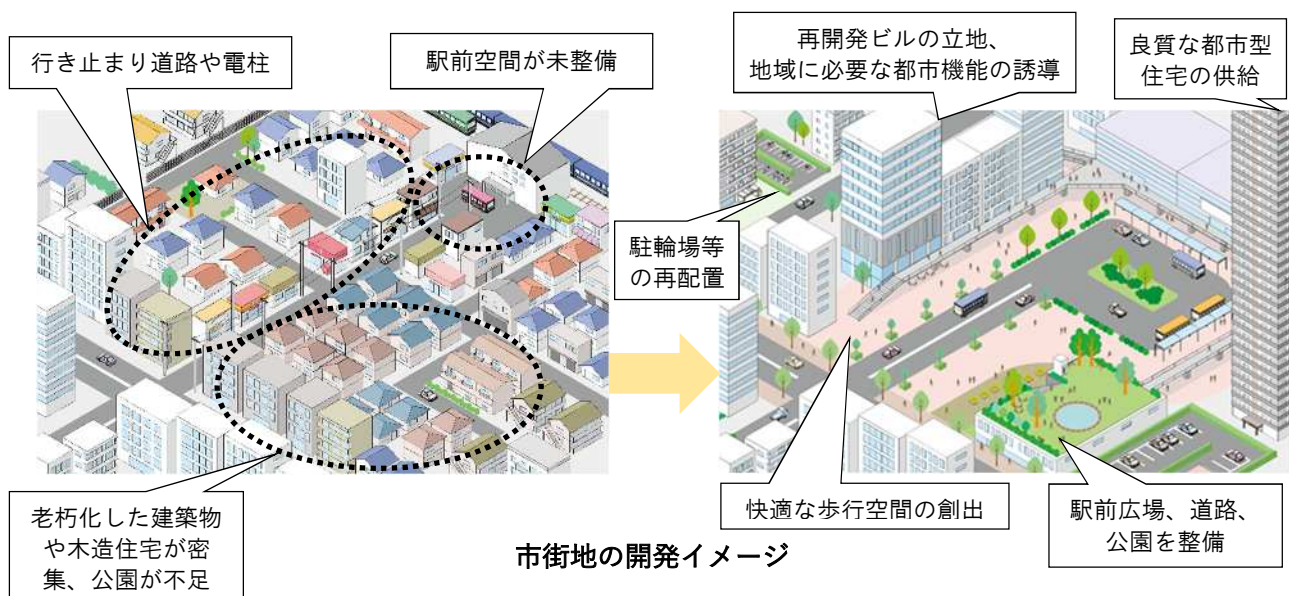 行き止まり道路や電柱
駅前空間が未整備
再開発ビルの立地、
地域に必要な都市機能の誘導
良質な都市型
住宅の供給
駐輪場等
の再配置
老朽化した建築物
や木造住宅が密
集、公園が不足
快適な歩行空間の創出
駅前広場、道路、
公園を整備
市街地の開発イメージ